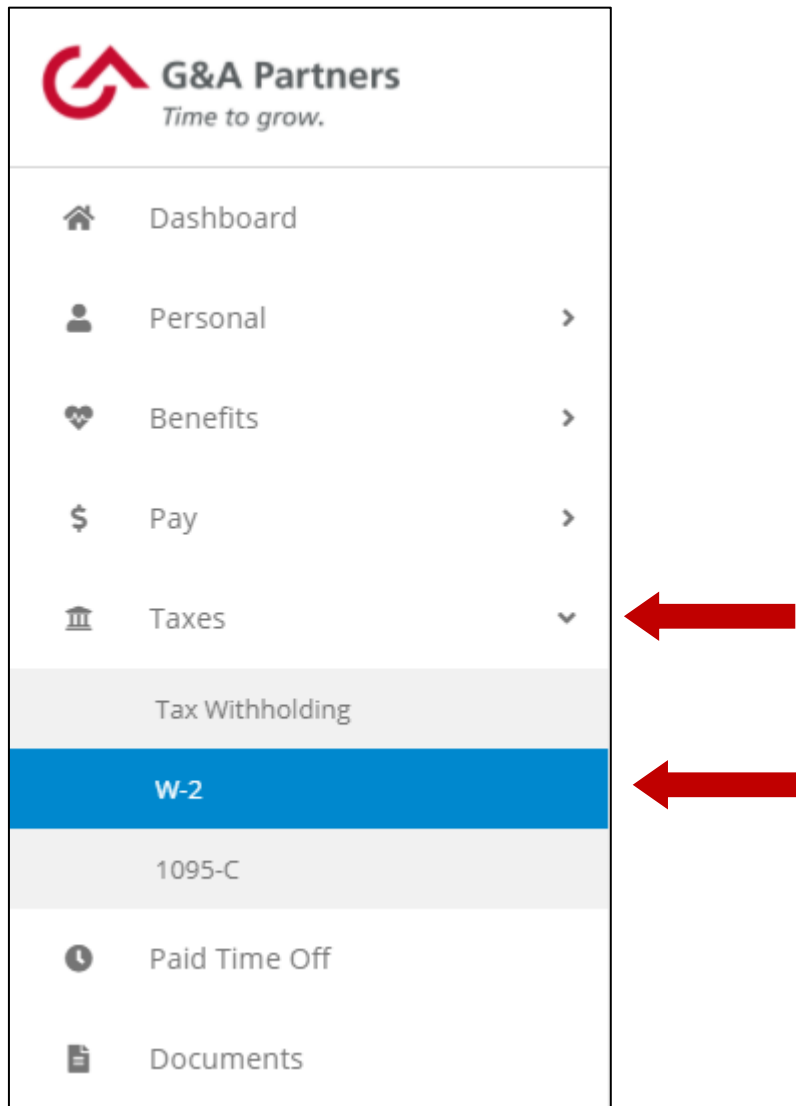 G&A Partners
Time to grow.
Dashboard
Personal
Benefits
$ Pay
Taxes
Tax Withholding
W-2
1095-C
Paid Time Off
Documents